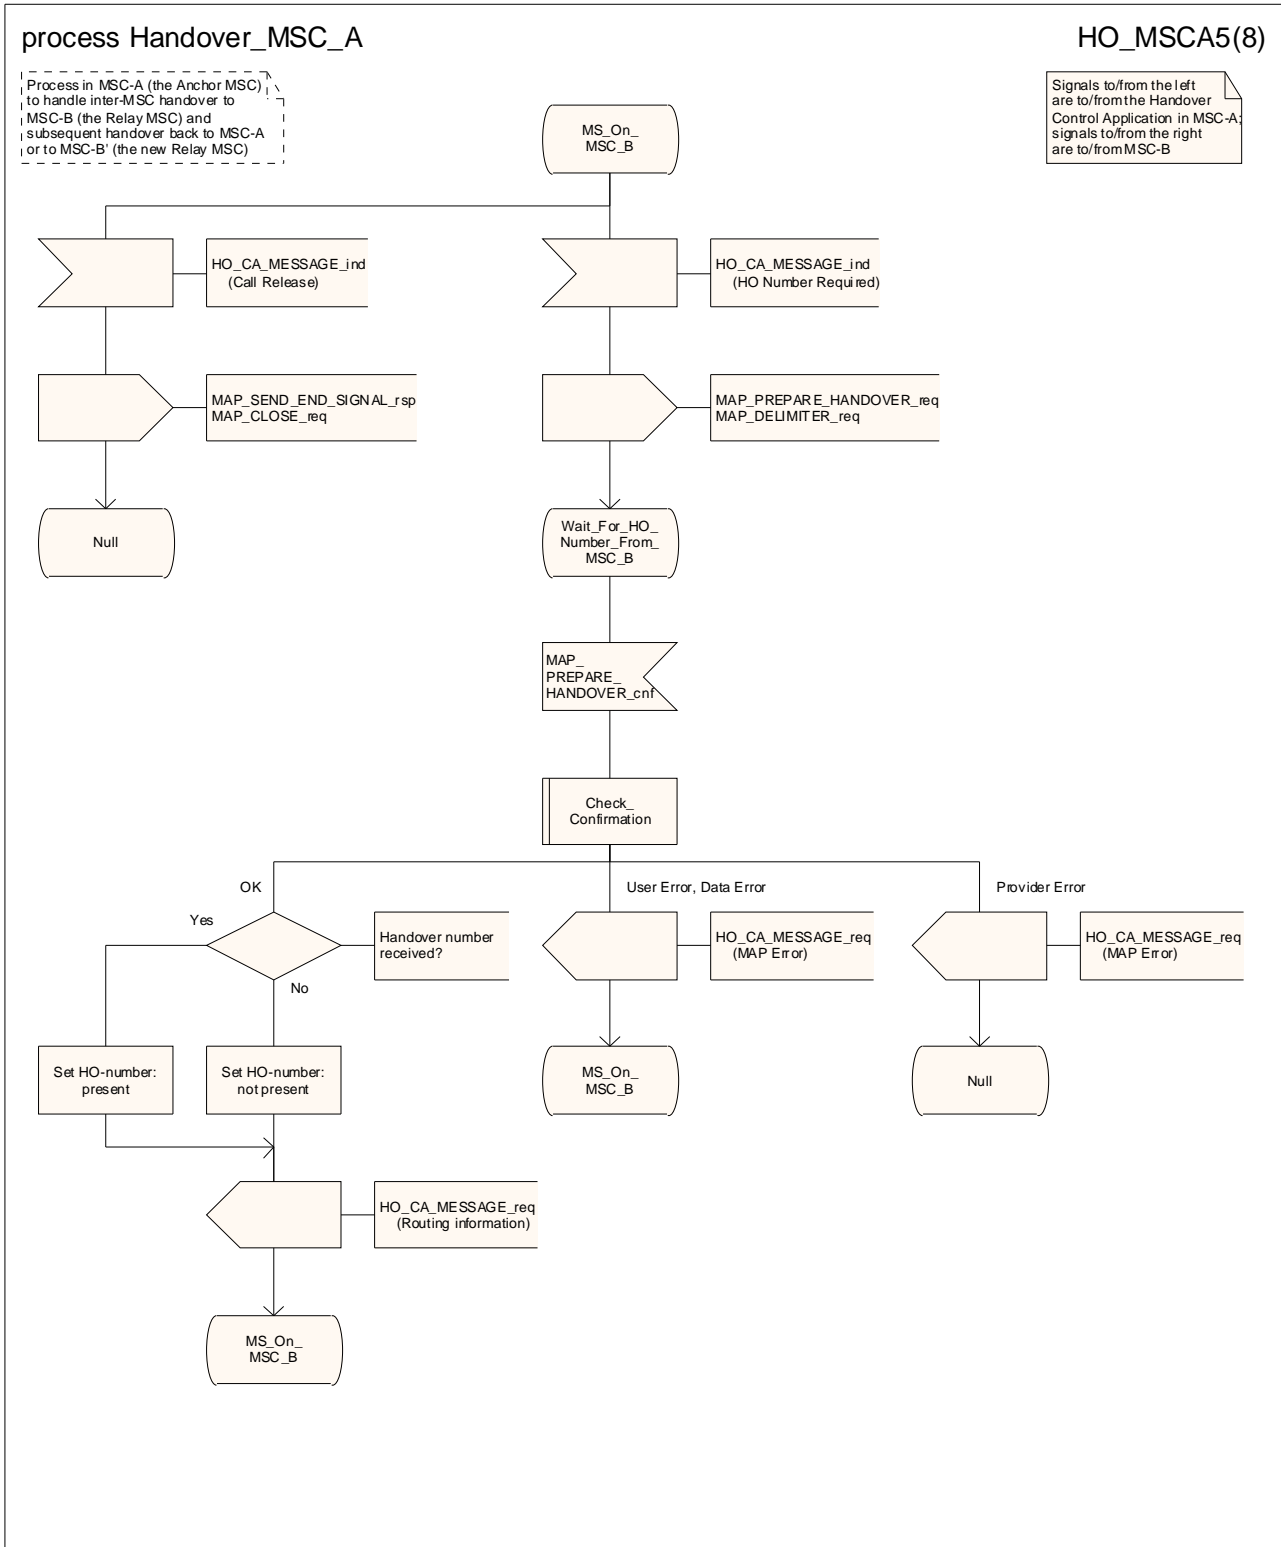 process Handover_MSC_A
HO_MSCA5(8)
Process in MSC-A (the Anchor MSC)
to handle inter-MSC handover to
MSC-B (the Relay MSC) and
subsequent handover back to MSC-A
or to MSC-B' (the new Relay MSC)
Signals to/from the left
are to/from the Handover
Control Application in MSC-A;
signals to/from the right
are to/from MSC-B
MS_On_
MSC_B
HO_CA_MESSAGE_ind
(Call Release)
HO_CA_MESSAGE_ind
(HO Number Required)
MAP_SEND_END_SIGNAL_rsp
MAP_CLOSE_req
MAP_PREPARE_HANDOVER_req
MAP_DELIMITER_req
Null
Wait_For_HO_
Number_From_
MSC_B
MAP_
PREPARE_
HANDOVER_cnf
Check_
Confirmation
OK
User Error, Data Error
Provider Error
Yes
Handover number
received?
No
HO_CA_MESSAGE_req
(MAP Error)
HO_CA_MESSAGE_req
(MAP Error)
Set HO-number:
present
Set HO-number:
not present
MS_On_
MSC_B
Null
HO_CA_MESSAGE_req
(Routing information)
MS_On_
MSC_B